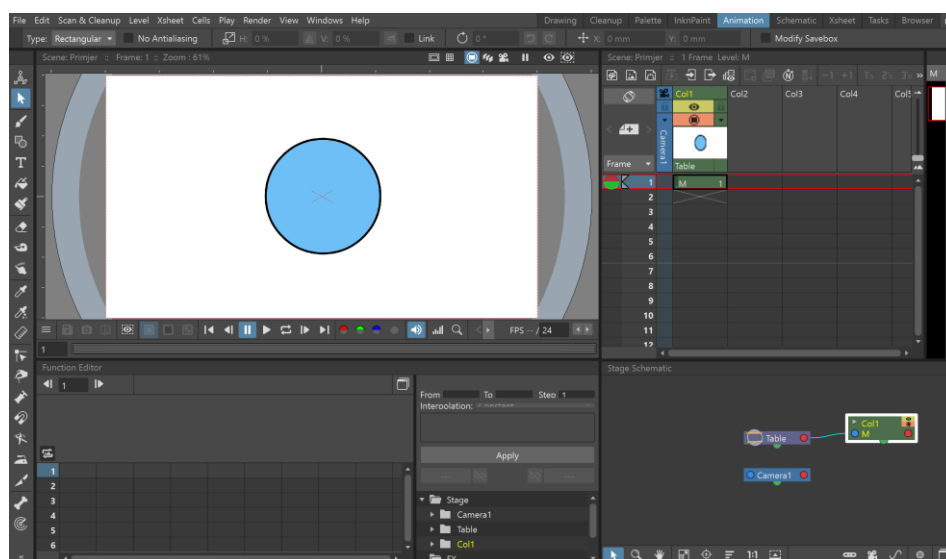 File Edit Scan & Cleanup Level Xsheet Cells Play Render View Windows Help Drawing Cleanup Palette InknPaint Animation Schematic Xsheet Tasks Browser
Type: Rectangular No Antialiasing H: 0 % V: 0 % Link 0 ° X: 0 mm Y: 0 mm Modify Savebox
Scene: Primjer :: Frame: 1 :: Zoom : 61%
Scene: Primjer :: 1 Frame Level: M
-1 +1
M
Col1 Col2 Col3 Col4
Camera1
Frame Table
1 M 1
2
3
4
5
6
7
8
9
10
11
12
FPS -- / 24
1
Function Editor
1
From To Step 1
Interpolation:
Apply
1
2
3
4
5
6
Stage
Camera1
Table
Col1
Stage Schematic
Col1
M
Table
Camera1
1:1